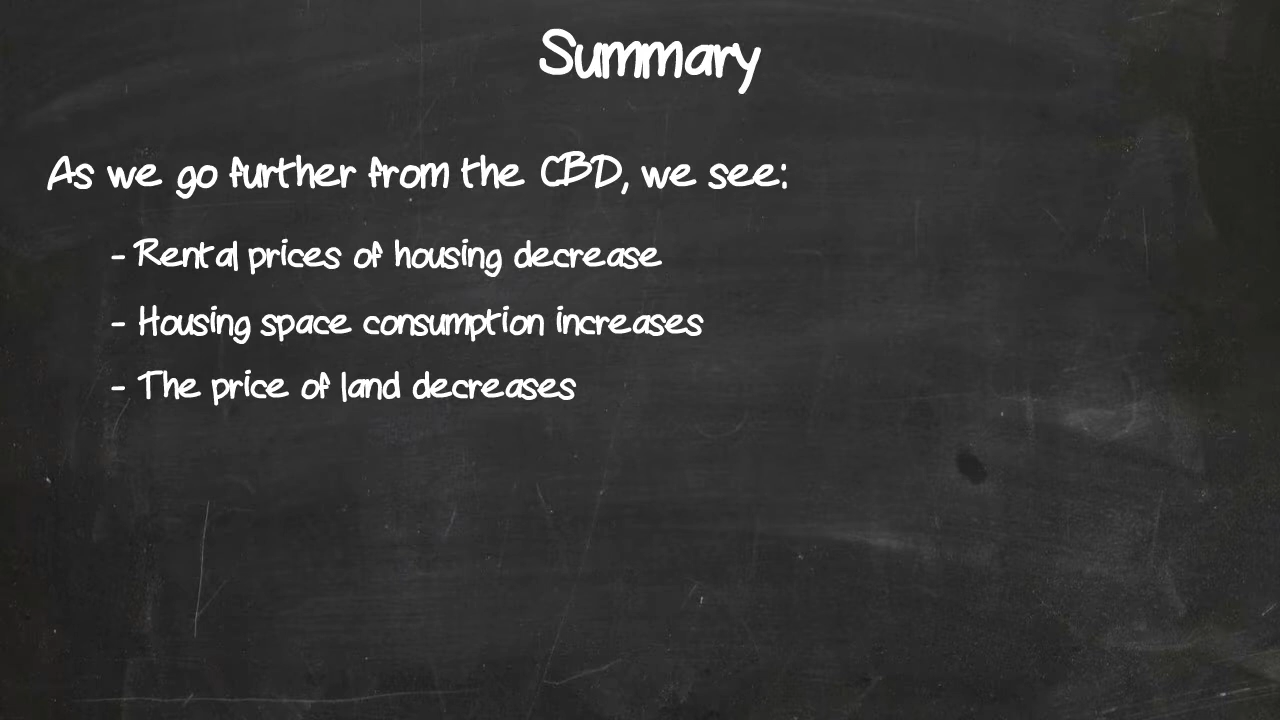 Summary
As we go further from the CBD, we see:
- Rental prices of housing decrease
- Housing space consumption increases
- The price of land decreases